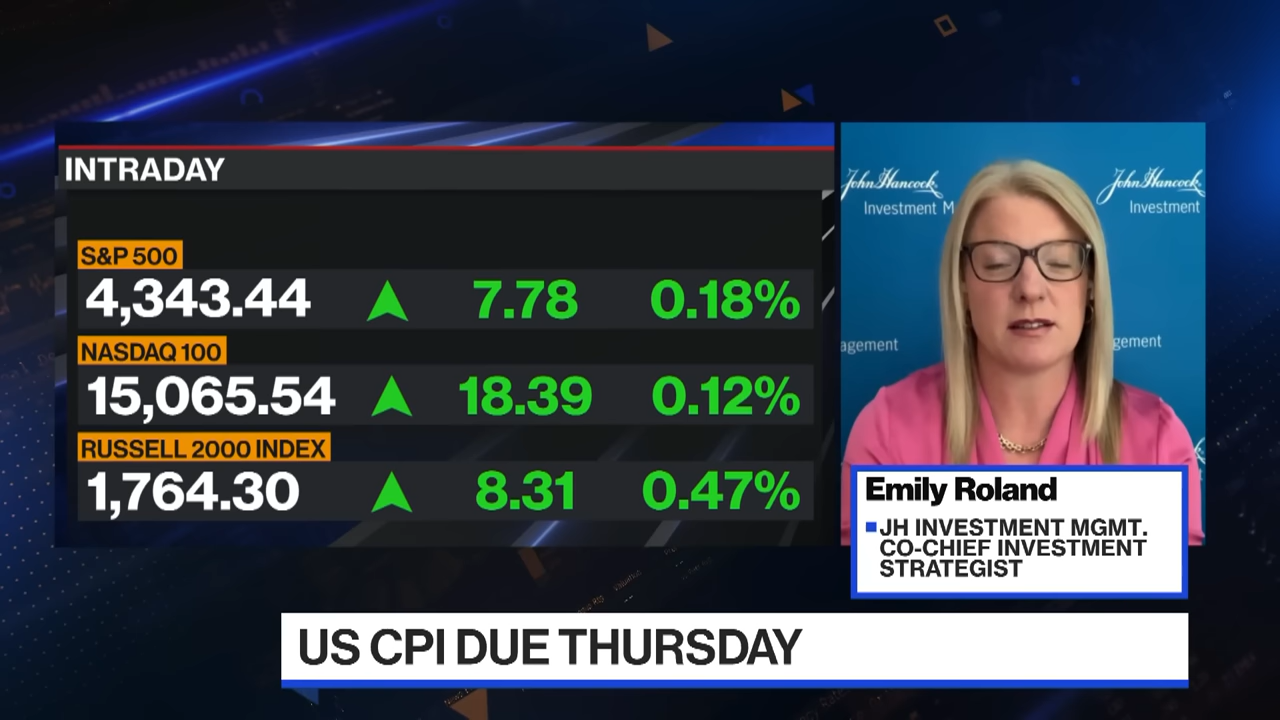 INTRADAY
S&P 500
4,343.44 7.78 0.18%
NASDAQ 100
15,065.54 18.39 0.12%
RUSSELL 2000 INDEX
1,764.30 8.31 0.47%
John Hancock
Investment M
John Hancock
Investment
agement
gement
Emily Roland
JH INVESTMENT MGMT.
CO-CHIEF INVESTMENT
STRATEGIST
US CPI DUE THURSDAY